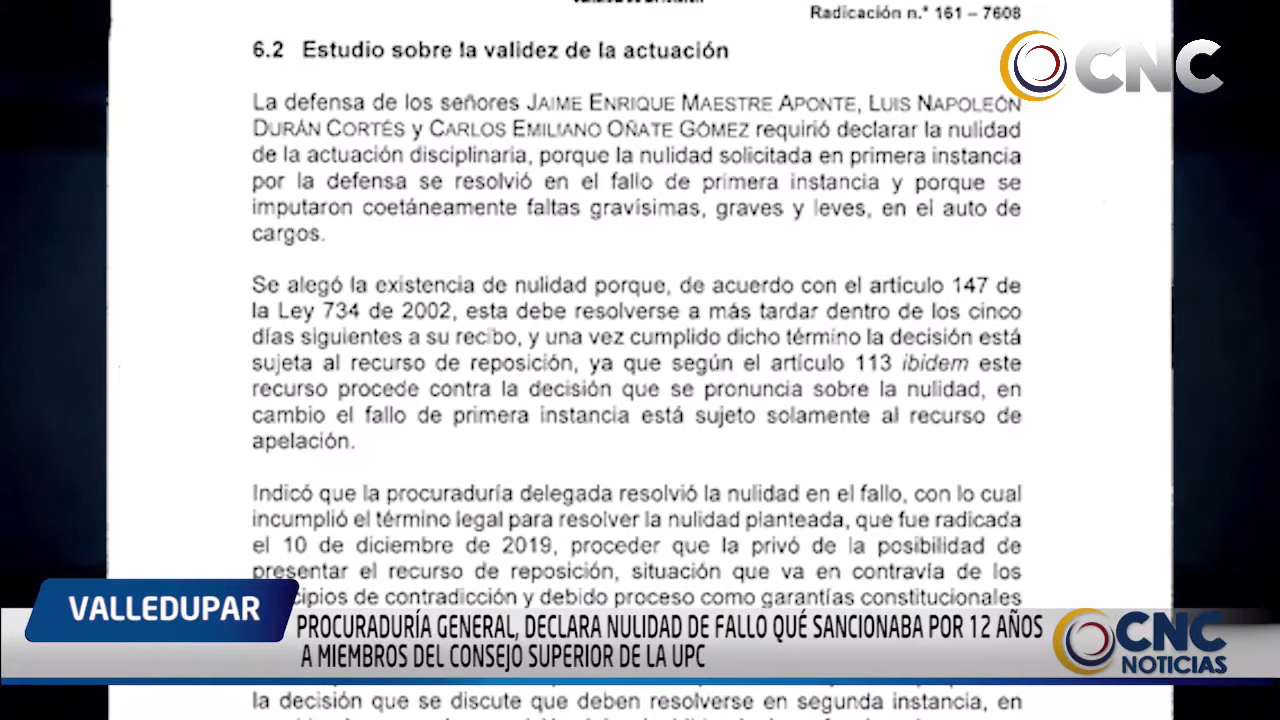 Radicación n.° 161 – 7608
6.2 Estudio sobre la validez de la actuación
CNC
La defensa de los señores JAIME ENRIQUE MAESTRE APONTE, LUIS NAPOLEÓN
DURÁN CORTÉS y CARLOS EMILIANO OÑATE GÓMEZ requirió declarar la nulidad
de la actuación disciplinaria, porque la nulidad solicitada en primera instancia
por la defensa se resolvió en el fallo de primera instancia y porque se
imputaron coetáneamente faltas gravísimas, graves y leves, en el auto de
cargos.
Se alegó la existencia de nulidad porque, de acuerdo con el artículo 147 de
la Ley 734 de 2002, esta debe resolverse a más tardar dentro de los cinco
días siguientes a su recibo, y una vez cumplido dicho término la decisión está
sujeta al recurso de reposición, ya que según el artículo 113 ibidem este
recurso procede contra la decisión que se pronuncia sobre la nulidad, en
cambio el fallo de primera instancia está sujeto solamente al recurso de
apelación.
Indicó que la procuraduría delegada resolvió la nulidad en el fallo, con lo cual
incumplió el término legal para resolver la nulidad planteada, que fue radicada
el 10 de diciembre de 2019, proceder que la privó de la posibilidad de
presentar el recurso de reposición, situación que va en contravía de los
cipios de contradicción y debido proceso como garantías constitucionales
VALLEDUPAR
PROCURADURÍA GENERAL, DECLARA NULIDAD DE FALLO QUÉ SANCIONABA POR 12 AÑOS
A MIEMBROS DEL CONSEJO SUPERIOR DE LA UPC
CNC
NOTICIAS
la decisión que se discute que deben resolverse en segunda instancia, en